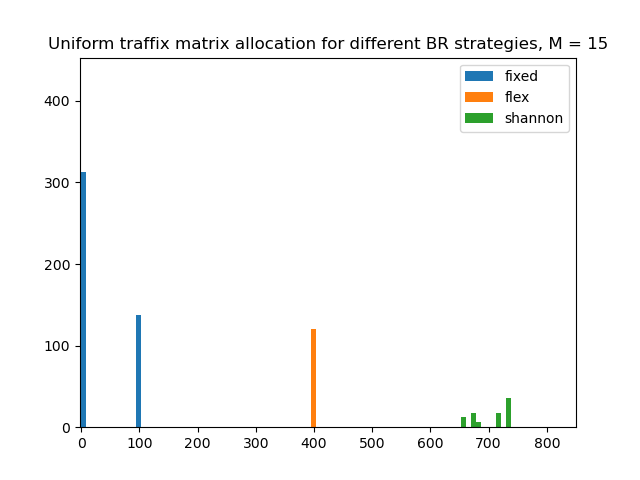 Uniform traffix matrix allocation for different BR strategies, M = 15
fixed
flex
shannon
400
300
200
100
0
0 100 200 300 400 500 600 700 800